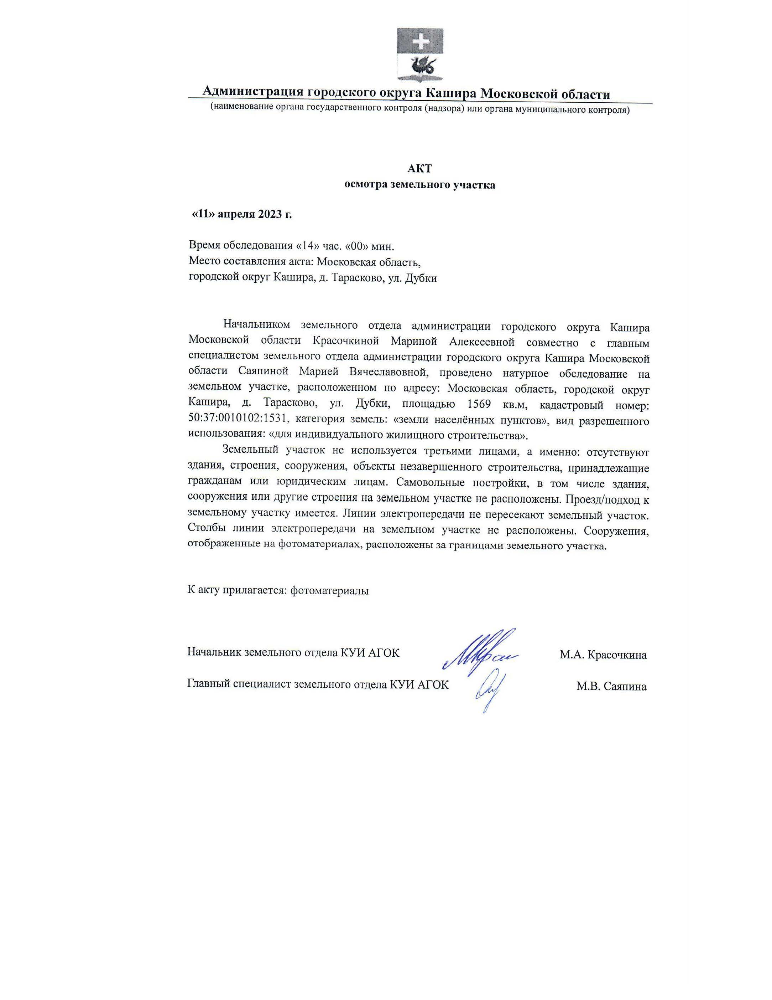 Администрация городского округа Кашира Московской области
(наименование органа государственного контроля (надзора) или органа муниципального контроля)
АКТ
осмотра земельного участка
«11» апреля 2023 г.
Время обследования «14» час. «00» мин.
Место составления акта: Московская область,
городской округ Кашира, д. Тарасково, ул. Дубки
Начальником земельного отдела администрации городского округа Кашира
Московской области Красочкиной Мариной Алексеевной совместно с главным
специалистом земельного отдела администрации городского округа Кашира Московской
области Саяпиной Марией Вячеславовной, проведено натурное обследование на
земельном участке, расположенном по адресу: Московская область, городской округ
Кашира, д. Тарасково, ул. Дубки, площадью 1569 кв.м, кадастровый номер:
50:37:0010102:1531, категория земель: «земли населённых пунктов», вид разрешенного
использования: «для индивидуального жилищного строительства».
Земельный участок не используется третьими лицами, а именно: отсутствуют
здания, строения, сооружения, объекты незавершенного строительства, принадлежащие
гражданам или юридическим лицам. Самовольные постройки, в том числе здания,
сооружения или другие строения на земельном участке не расположены. Проезд/подход к
земельному участку имеется. Линии электропередачи не пересекают земельный участок.
Столбы линии электропередачи на земельном участке не расположены. Сооружения,
отображенные на фотоматериалах, расположены за границами земельного участка.
К акту прилагается: фотоматериалы
Начальник земельного отдела КУИ АГОК М.А. Красочкина
Главный специалист земельного отдела КУИ АГОК М.В. Саяпина